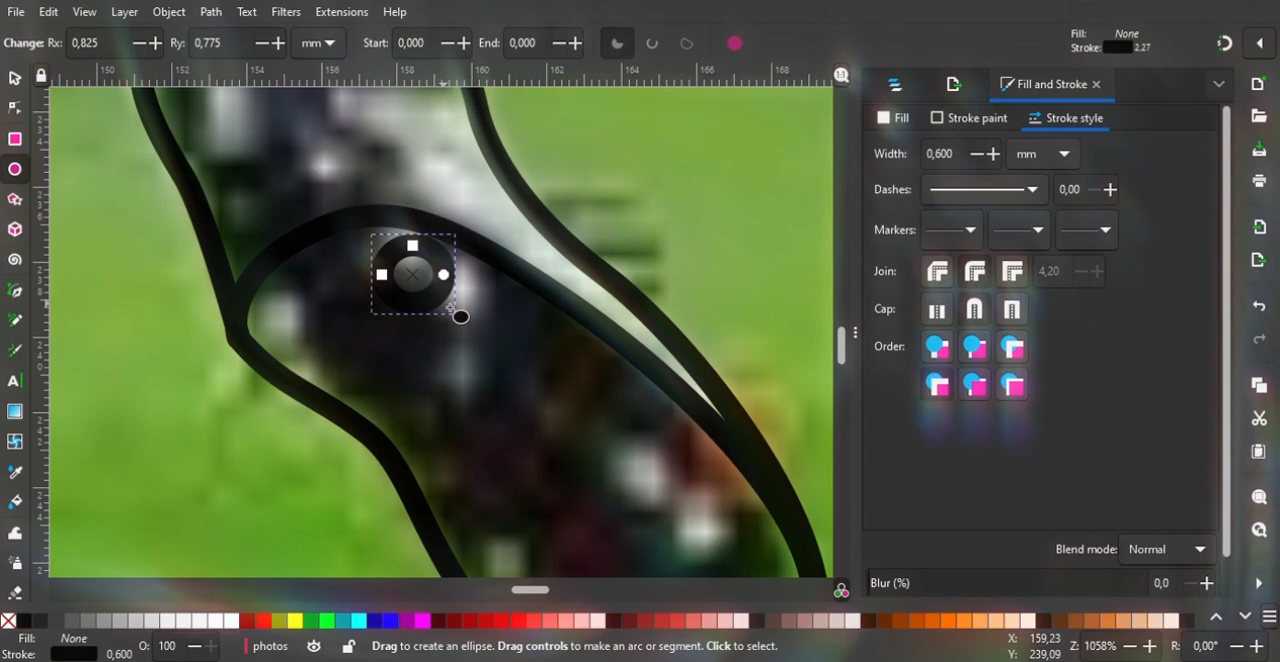 File Edit View Layer Object Path Text Filters Extensions Help
Change: Rx: 0,825 Ry: 0,775 mm Start: 0,000 End: 0,000
Fill: None
Stroke: 2,27
150 152 154 156 158 160 162 164 166 168
1:1
Fill and Stroke
Fill Stroke paint Stroke style
Width: 0,600 mm
Dashes: 0,00
Markers:
Join: 4,20
Cap:
Order:
Blend mode: Normal
Blur (%) 0,0
Fill: None
Stroke: 0,600
O: 100
photos
Drag to create an ellipse. Drag controls to make an arc or segment. Click to select.
X: 159,23
Y: 239,09
Z: 1058%
R: 0,00°